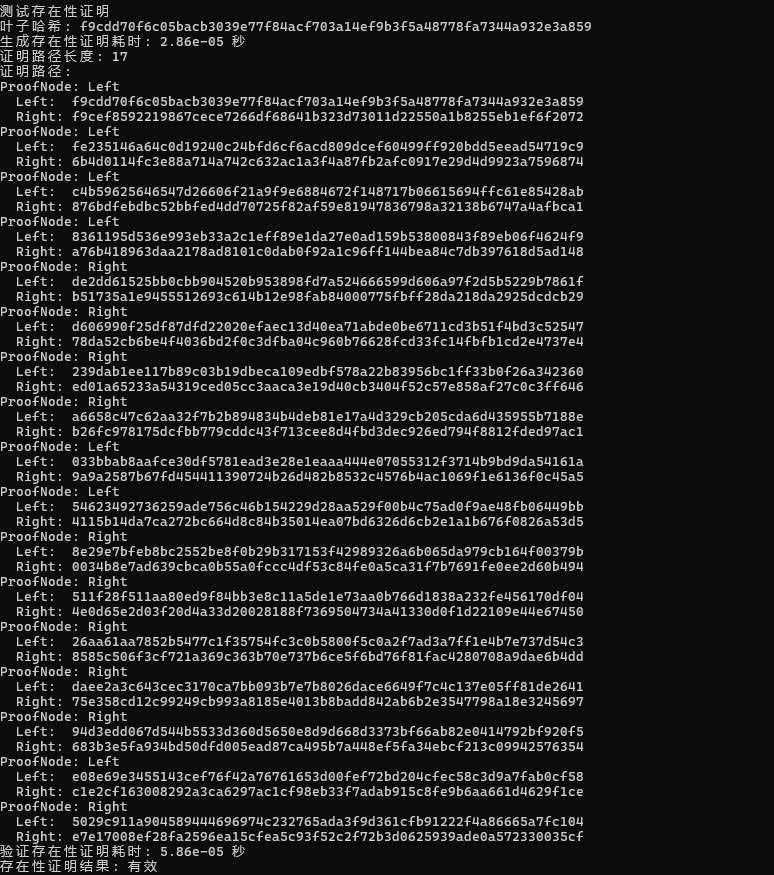 测试存在性证明
叶子哈希: f9cdd70f6c05bacb3039e77f84acf703a14ef9b3f5a48778fa7344a932e3a859
生成存在性证明耗时: 2.86e-05 秒
证明路径长度: 17
证明路径:
ProofNode: Left
  Left:  f9cdd70f6c05bacb3039e77f84acf703a14ef9b3f5a48778fa7344a932e3a859
  Right: f9cef8592219867cece7266df68641b323d73011d22550a1b8255eb1ef6f2072
ProofNode: Left
  Left:  fe235146a64c0d19240c24bfd6cf6acd809dcef60499ff920bdd5eead54719c9
  Right: 6b4d0114fc3e88a714a742c632ac1a3f4a87fb2afc0917e29d4d9923a7596874
ProofNode: Left
  Left:  c4b59625646547d26606f21a9f9e6884672f148717b06615694ffc61e85428ab
  Right: 876bdfebdbc52bbfed4dd70725f82af59e81947836798a32138b6747a4afbca1
ProofNode: Left
  Left:  8361195d536e993eb33a2c1eff89e1da27e0ad159b53800843f89eb06f4624f9
  Right: a76b418963daa2178ad8101c0dab0f92a1c96ff144bea84c7db397618d5ad148
ProofNode: Right
  Left:  de2dd61525bb0cbb904520b953898fd7a524666599d606a97f2d5b5229b7861f
  Right: b51735a1e9455512693c614b12e98fab84000775fbff28da218da2925dcdcb29
ProofNode: Right
  Left:  d606990f25df87dfd22020efaec13d40ea71abde0be6711cd3b51f4bd3c52547
  Right: 78da52cb6be4f4036bd2f0c3dfba04c960b76628fcd33fc14fbfb1cd2e4737e4
ProofNode: Right
  Left:  239dab1ee117b89c03b19dbeca109edbf578a22b83956bc1ff33b0f26a342360
  Right: ed01a65233a54319ced05cc3aaca3e19d40cb3404f52c57e858af27c0c3ff646
ProofNode: Right
  Left:  a6658c47c62aa32f7b2b894834b4deb81e17a4d329cb205cda6d435955b7188e
  Right: b26fc978175dcfbb779cddc43f713cee8d4fbd3dec926ed794f8812fded97ac1
ProofNode: Left
  Left:  033bbab8aafce30df5781ead3e28e1eaaa444e07055312f3714b9bd9da54161a
  Right: 9a9a2587b67fd454411390724b26d482b8532c4576b4ac1069f1e6136f0c45a5
ProofNode: Left
  Left:  54623492736259ade756c46b154229d28aa529f00b4c75ad0f9ae48fb06449bb
  Right: 4115b14da7ca272bc664d8c84b35014ea07bd6326d6cb2e1a1b676f0826a53d5
ProofNode: Right
  Left:  8e29e7bfeb8bc2552be8f0b29b317153f42989326a6b065da979cb164f00379b
  Right: 0034b8e7ad639cbca0b55a0fccc4df53c84fe0a5ca31f7b7691fe0ee2d60b494
ProofNode: Right
  Left:  511f28f511aa80ed9f84bb3e8c11a5de1e73aa0b766d1838a232fe456170df04
  Right: 4e0d65e2d03f20d4a33d20028188f7369504734a41330d0f1d22109e44e67450
ProofNode: Right
  Left:  26aa61aa7852b5477c1f35754fc3c0b5800f5c0a2f7ad3a7ff1e4b7e737d54c3
  Right: 8585c506f3cf721a369c363b70e737b6ce5f6bd76f81fac4280708a9dae6b4dd
ProofNode: Right
  Left:  daee2a3c643cec3170ca7bb093b7e7b8026dace6649f7c4c137e05ff81de2641
  Right: 75e358cd12c99249cb993a8185e4013b8badd842ab6b2e3547798a18e3245697
ProofNode: Right
  Left:  94d3edd067d544b5533d360d5650e8d9d668d3373bf66ab82e0414792bf920f5
  Right: 683b3e5fa934bd50dfd005ead87ca495b7a448ef5fa34ebcf213c09942576354
ProofNode: Left
  Left:  e08e69e3455143cef76f42a76761653d00fef72bd204cfec58c3d9a7fab0cf58
  Right: c1e2cf163008292a3ca6297ac1cf98eb33f7adab915c8fe9b6aa661d4629f1ce
ProofNode: Right
  Left:  5029c911a904589444696974c232765ada3f9d361cfb91222f4a86665a7fc104
  Right: e7e17008ef28fa2596ea15cfea5c93f52c2f72b3d0625939ade0a572330035cf
验证存在性证明耗时: 5.86e-05 秒
存在性证明结果: 有效